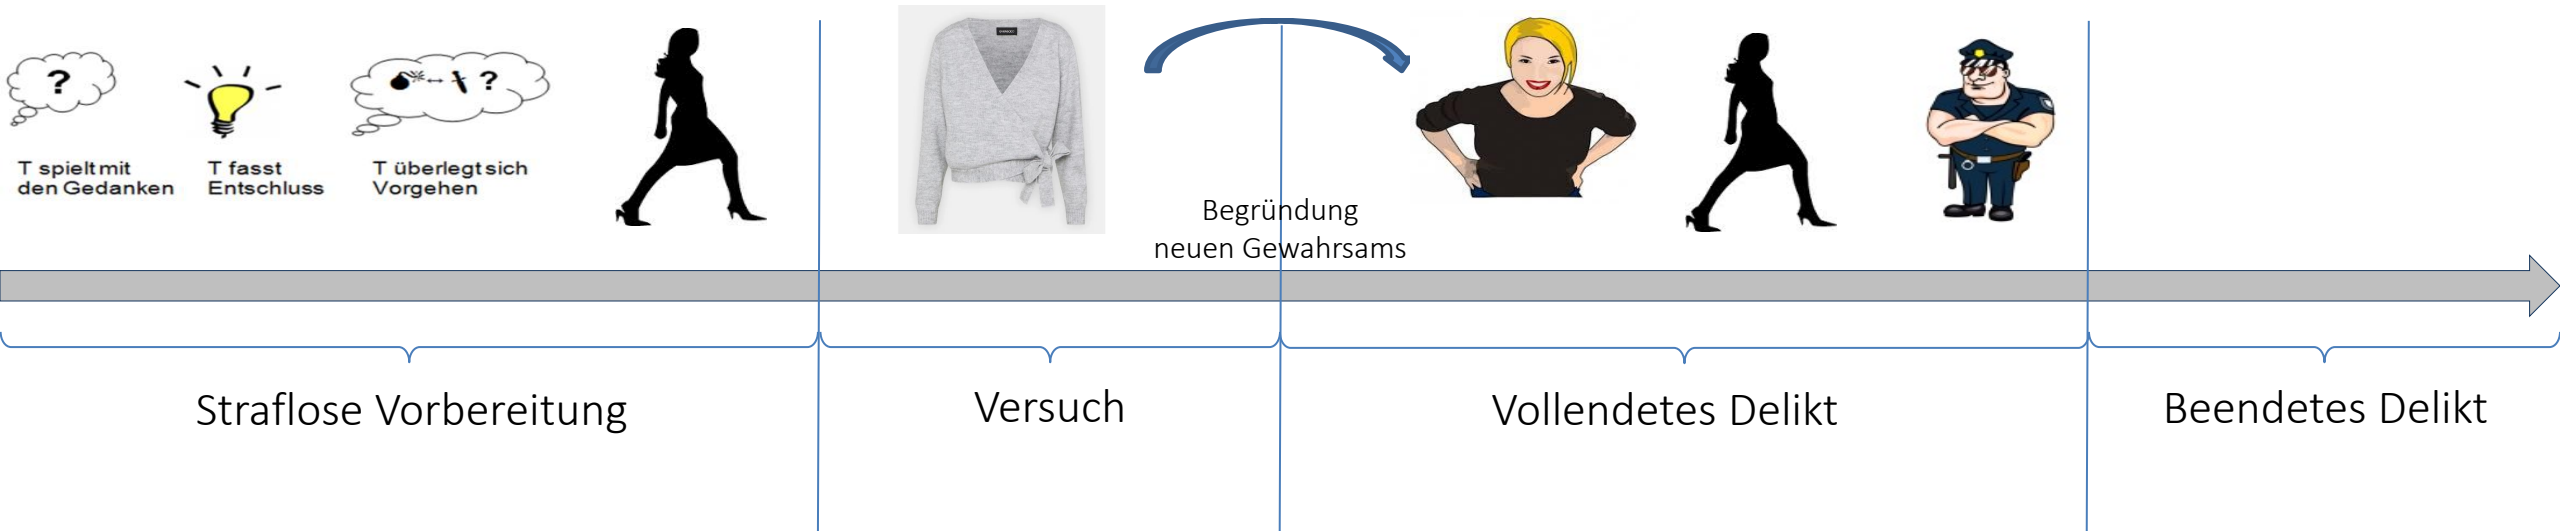 T spielt mit
den Gedanken
T fasst
Entschluss
?
T überlegt sich
Vorgehen
?
Begründung
neuen Gewahrsams
Straflose Vorbereitung
Versuch
Vollendetes Delikt
Beendetes Delikt